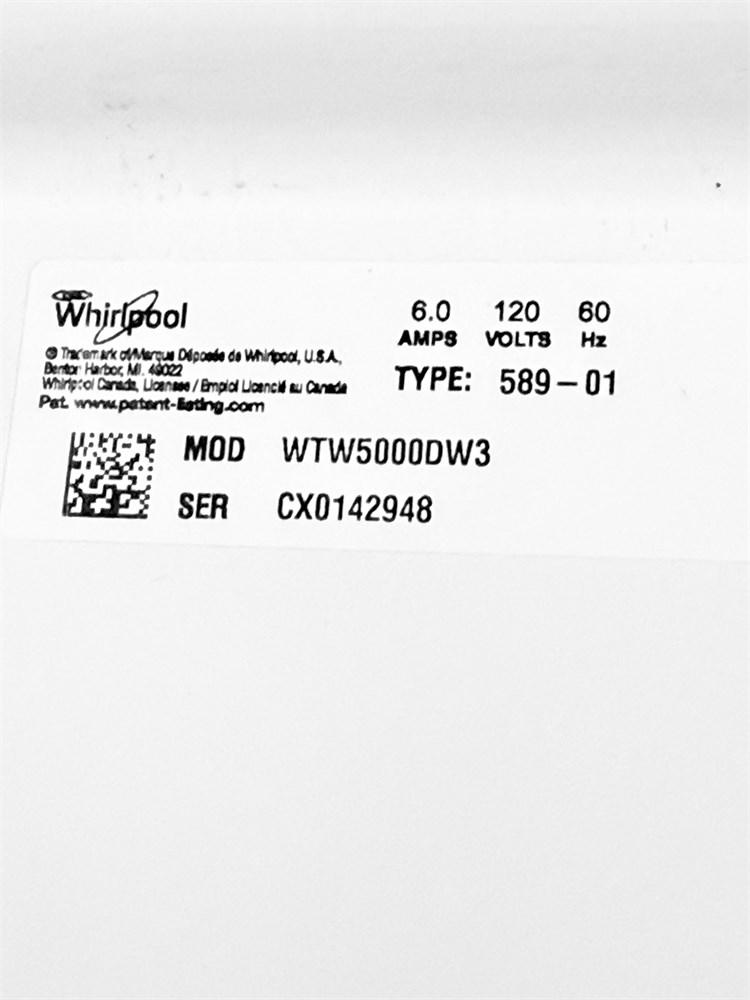 Whirlpool
® Trademark of/Marque Déposée de Whirlpool, U.S.A.,
Benton Harbor, MI. 49022
Whirlpool Canada, Licensee / Emploi Licencié au Canada
Pat. www.patent-listing.com
6.0 120 60
AMPS VOLTS Hz
TYPE: 589-01
MOD WTW5000DW3
SER CX0142948